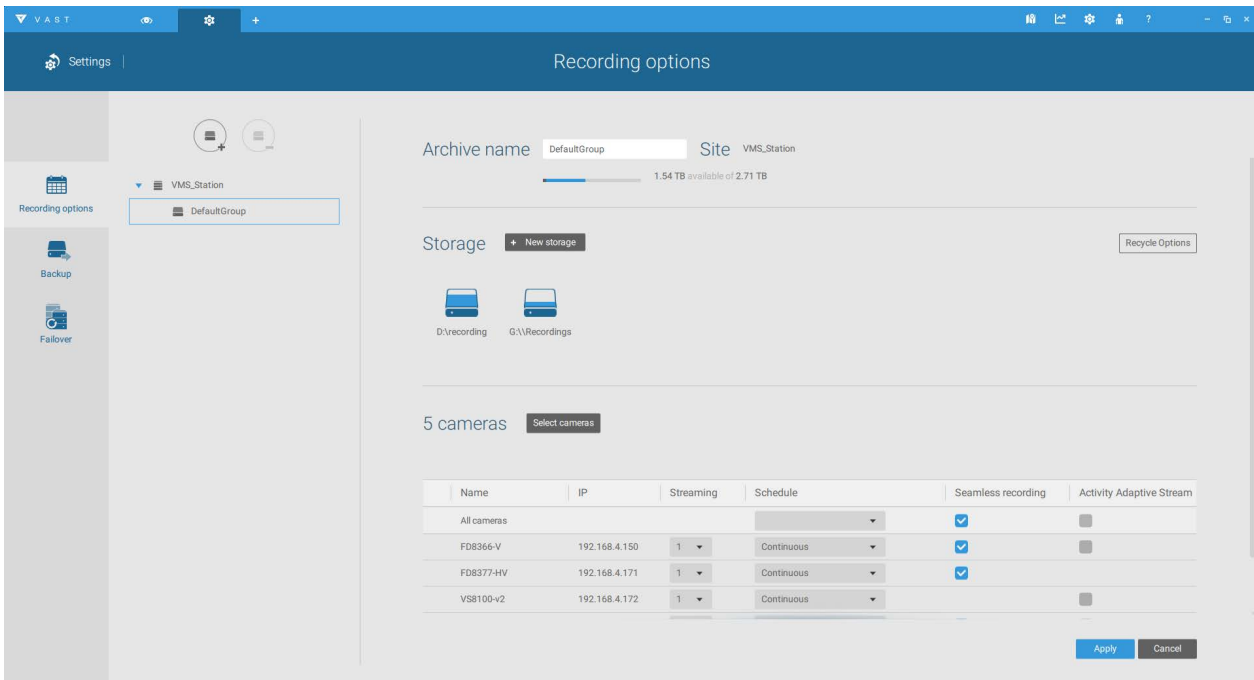 VAST
+
?
Settings
Recording options
Recording options
Backup
Failover
VMS_Station
DefaultGroup
Archive name DefaultGroup Site VMS_Station
1.54 TB available of 2.71 TB
Storage + New storage Recycle Options
D:\recording G:\\Recordings
5 cameras Select cameras
Name IP Streaming Schedule Seamless recording Activity Adaptive Stream
All cameras
FD8366-V 192.168.4.150 1 Continuous
FD8377-HV 192.168.4.171 1 Continuous
VS8100-v2 192.168.4.172 1 Continuous
Apply Cancel